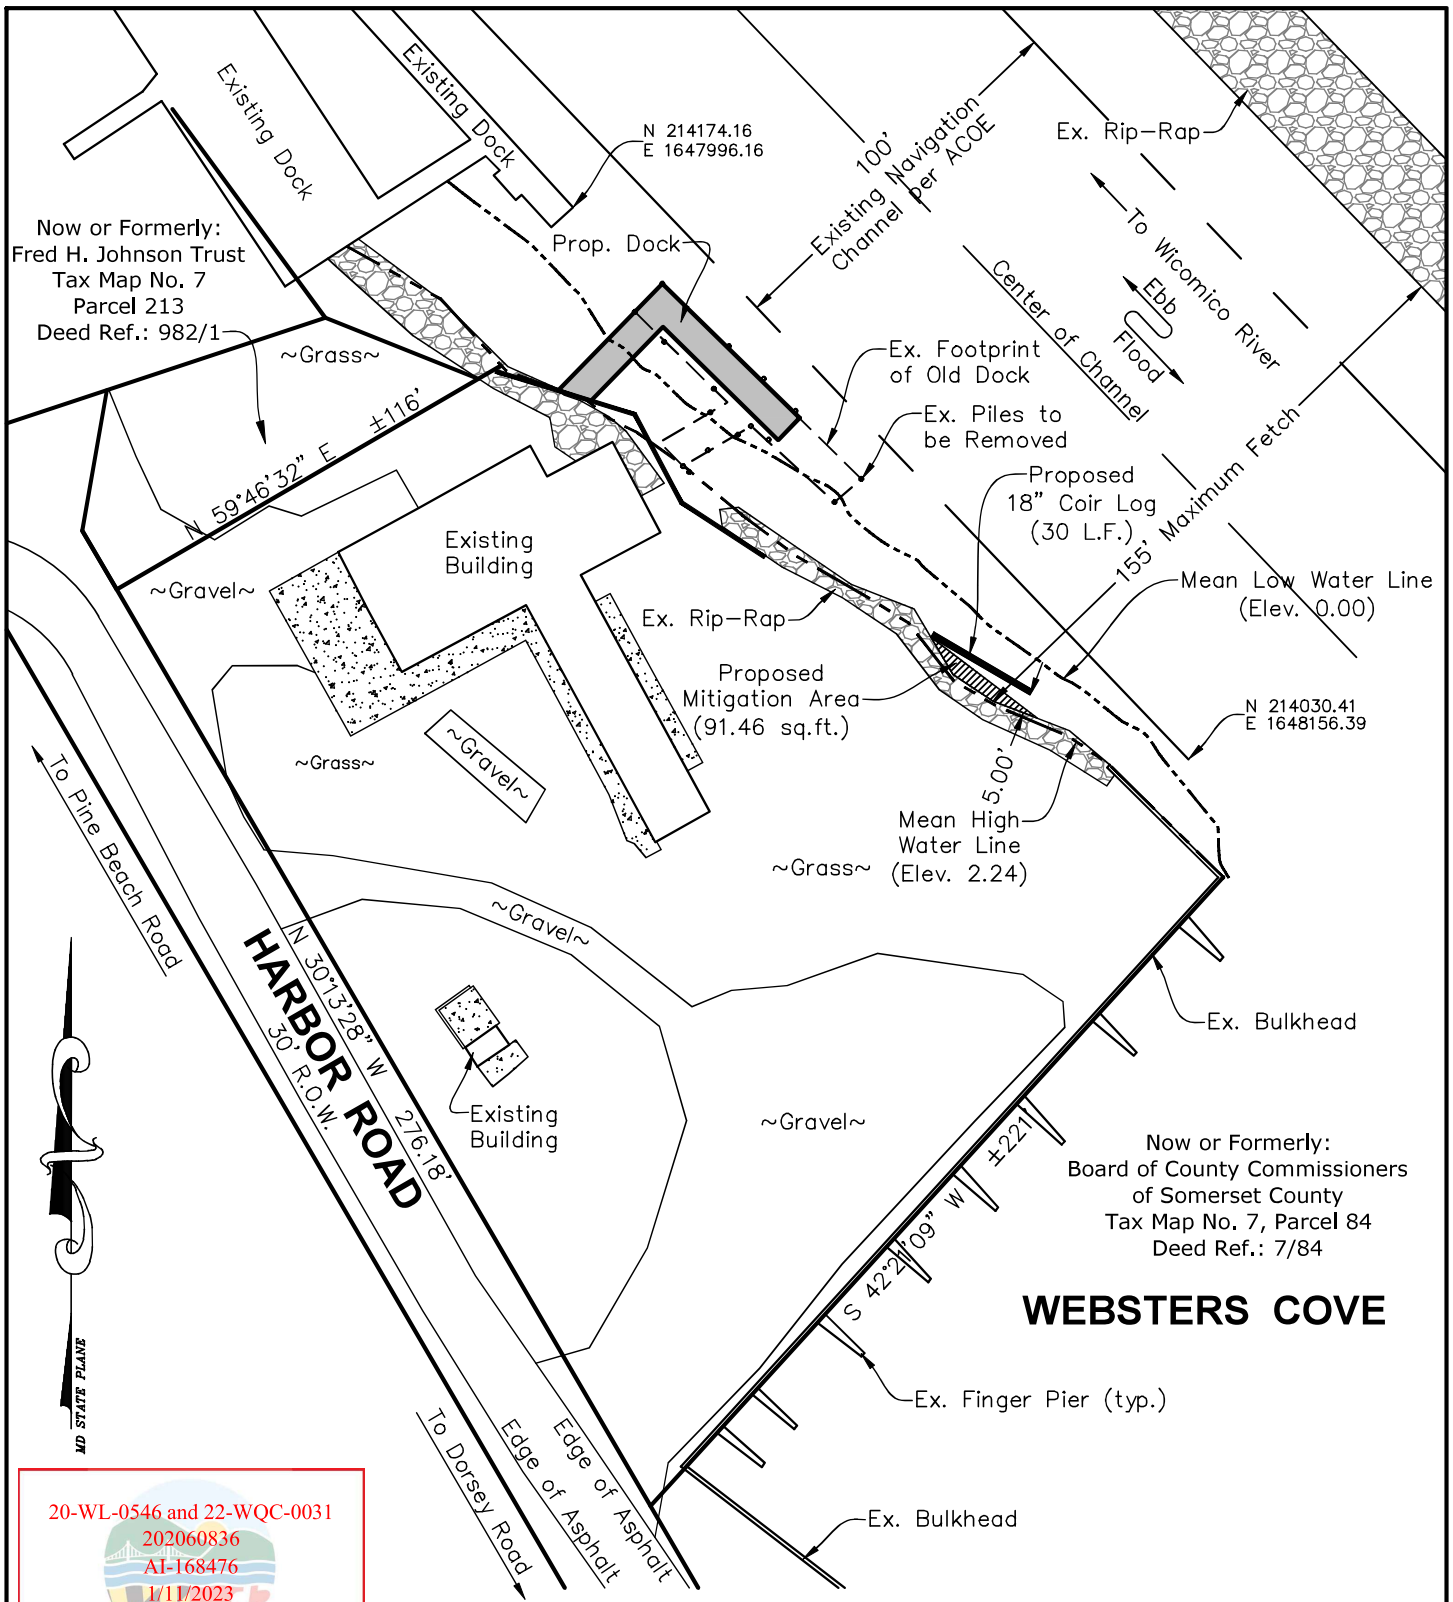 Existing Dock
Existing Dock
N 214174.16
E 1647996.16
100'
Existing Navigation
Channel per ACOE
Ex. Rip-Rap
Now or Formerly:
Fred H. Johnson Trust
Tax Map No. 7
Parcel 213
Deed Ref.: 982/1
Prop. Dock
To Wicomico River
Center of Channel
Ebb
Flood
~Grass~
Ex. Footprint
of Old Dock
Ex. Piles to
be Removed
N 59°46'32" E ±116'
Proposed
18" Coir Log
(30 L.F.)
155' Maximum Fetch
Existing
Building
~Gravel~
Mean Low Water Line
(Elev. 0.00)
Ex. Rip-Rap
Proposed
Mitigation Area
(91.46 sq.ft.)
N 214030.41
E 1648156.39
~Gravel~
~Grass~
5.00'
To Pine Beach Road
Mean High
Water Line
(Elev. 2.24)
~Grass~
~Gravel~
N 30°13'28" W 276.18'
HARBOR ROAD
30' R.O.W.
Ex. Bulkhead
Existing
Building
~Gravel~
±221'
S 42°21'09" W
Now or Formerly:
Board of County Commissioners
of Somerset County
Tax Map No. 7, Parcel 84
Deed Ref.: 7/84
WEBSTERS COVE
MD STATE PLANE
Ex. Finger Pier (typ.)
To Dorsey Road
Edge of Asphalt
Edge of Asphalt
Ex. Bulkhead
20-WL-0546 and 22-WQC-0031
202060836
AI-168476
1/11/2023